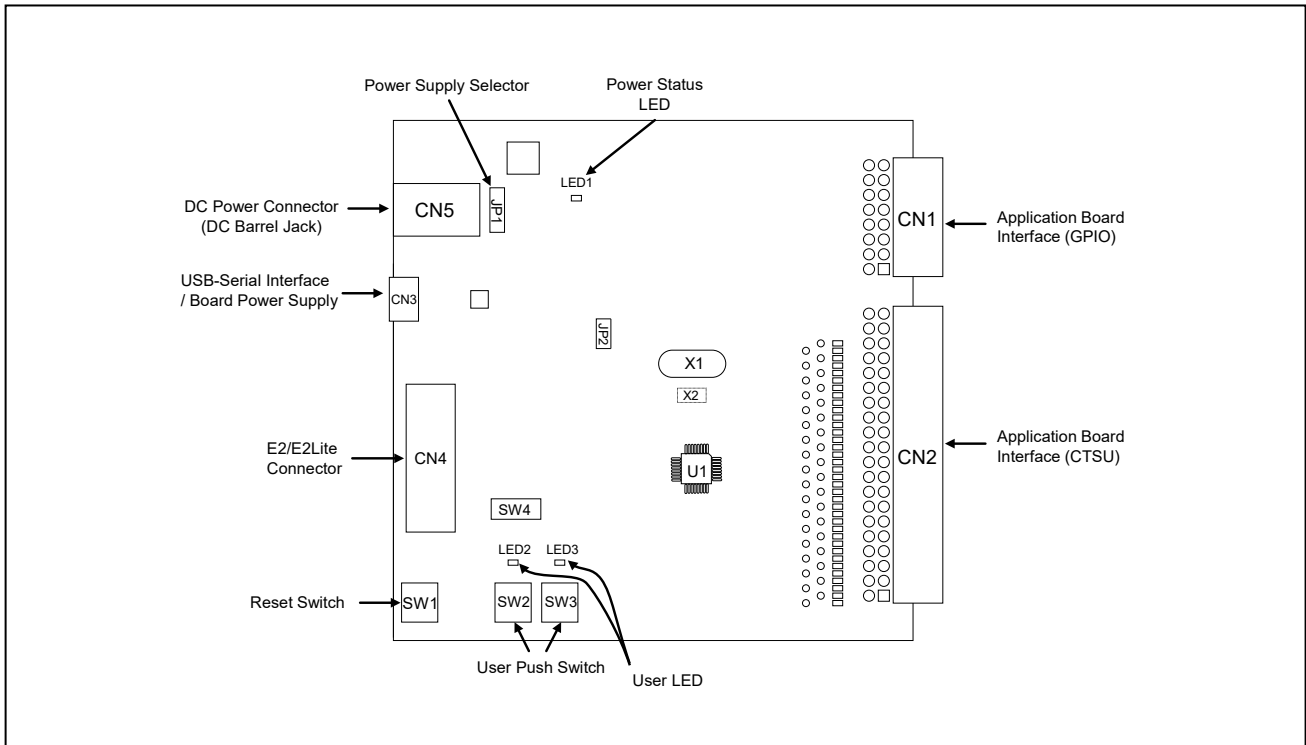 Power Supply Selector
Power Status
LED
LED1
DC Power Connector
(DC Barrel Jack)
CN5
JP1
CN1
Application Board
Interface (GPIO)
USB-Serial Interface
/ Board Power Supply
CN3
JP2
X1
X2
E2/E2Lite
Connector
CN4
U1
CN2
Application Board
Interface (CTSU)
SW4
LED2
LED3
Reset Switch
SW1
SW2
SW3
User Push Switch
User LED